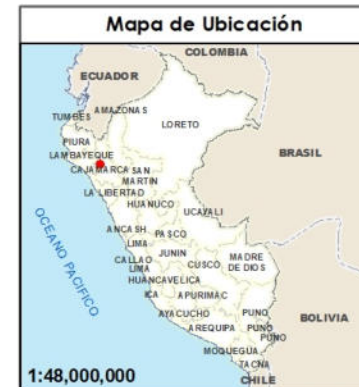 Mapa de Ubicación
COLOMBIA
ECUADOR
AMAZONAS
TUMBES
LORETO
PIURA
LAMBAYEQUE
BRASIL
CAJAMARCA SAN
MARTIN
LA LIBERTAD
HUANUCO
UCAYALI
ANCASH
PASCO
LIMA
JUNIN
CALLAO
LIMA
CUSCO
MADRE
DE DIOS
HUANCAVELICA
ICA
APURIMAC
AYACUCHO
PUNO
AREQUIPA
PUNO
PUNO
BOLIVIA
MOQUEGUA
TACNA
OCEANO PACIFICO
1:48,000,000
CHILE